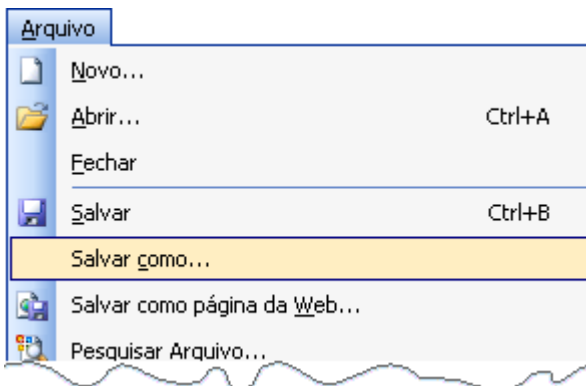 Arquivo
Novo...
Abrir... Ctrl+A
Fechar
Salvar Ctrl+B
Salvar como...
Salvar como página da Web...
Pesquisar Arquivo...